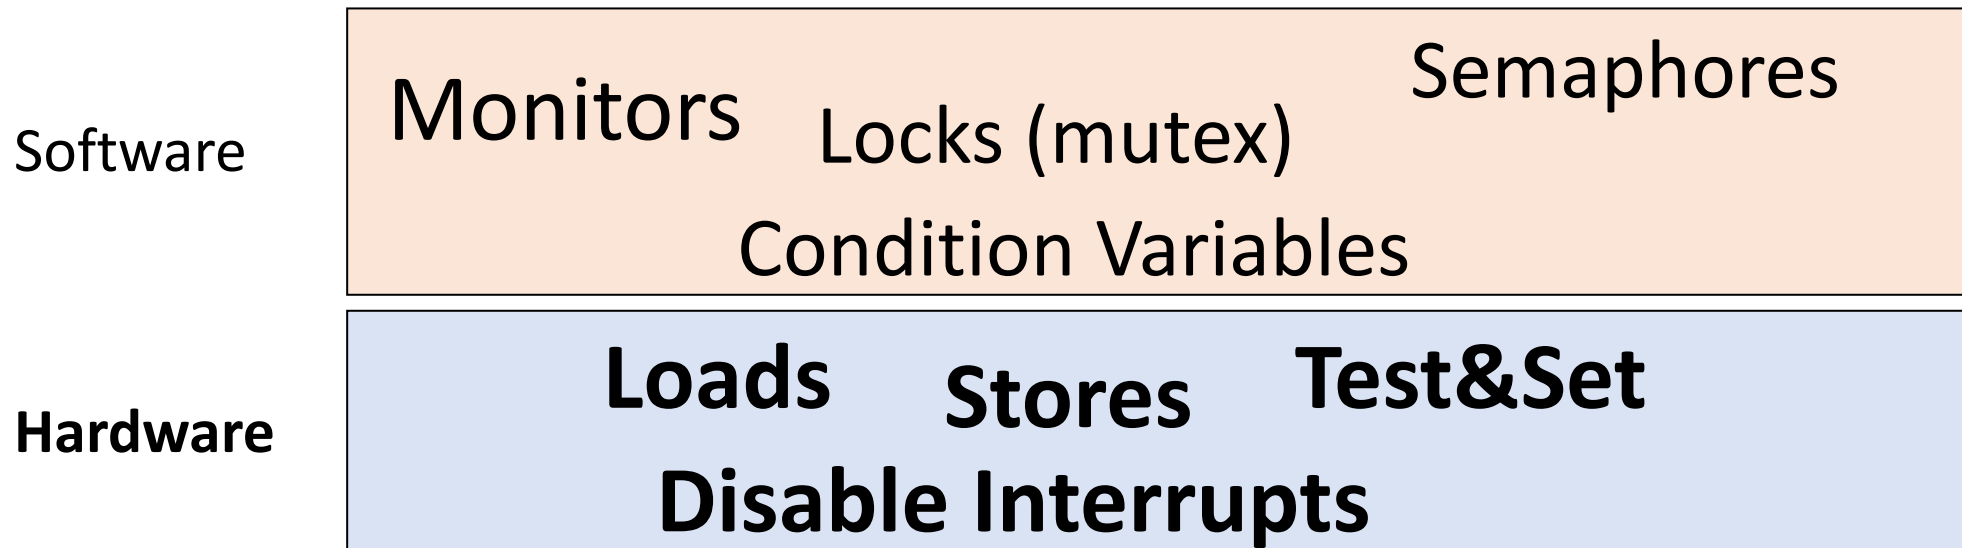 Software
Monitors
Locks (mutex)
Semaphores
Condition Variables
Hardware
Loads
Stores
Test&Set
Disable Interrupts